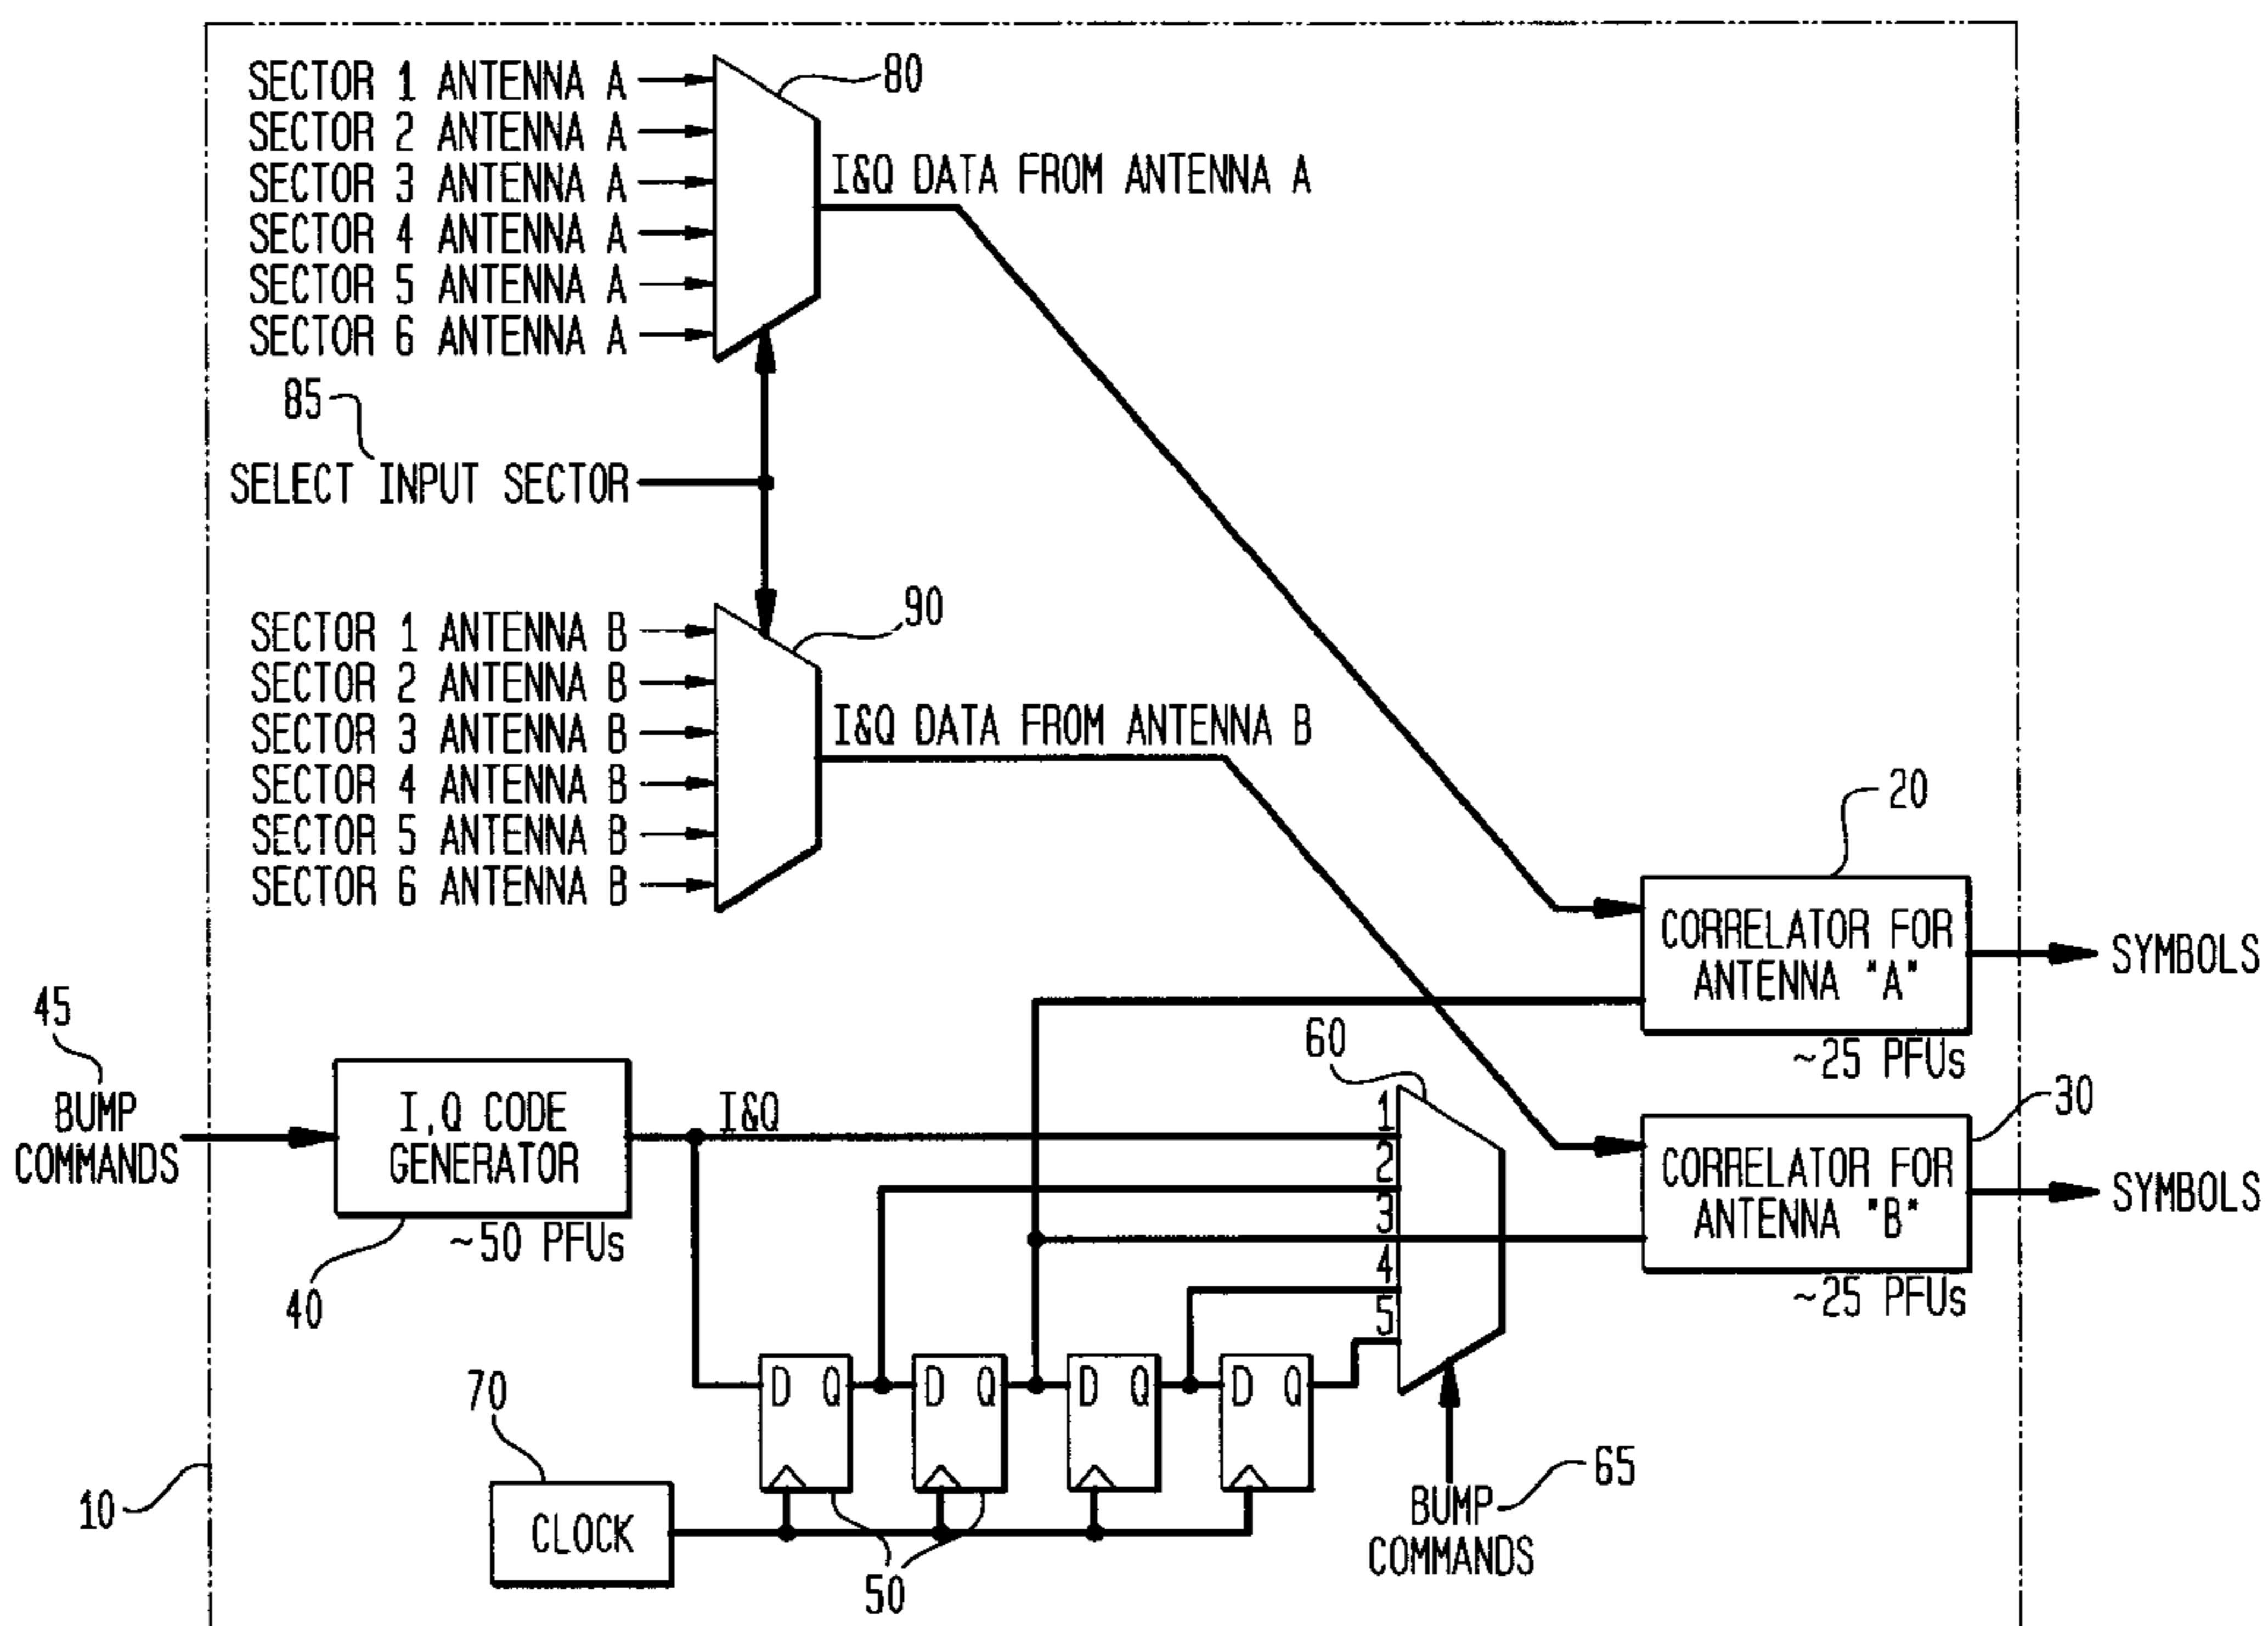 SECTOR 1 ANTENNA A
SECTOR 2 ANTENNA A
SECTOR 3 ANTENNA A
SECTOR 4 ANTENNA A
SECTOR 5 ANTENNA A
SECTOR 6 ANTENNA A
80
I&Q DATA FROM ANTENNA A
85
SELECT INPUT SECTOR
90
SECTOR 1 ANTENNA B
SECTOR 2 ANTENNA B
SECTOR 3 ANTENNA B
SECTOR 4 ANTENNA B
SECTOR 5 ANTENNA B
SECTOR 6 ANTENNA B
I&Q DATA FROM ANTENNA B
20
CORRELATOR FOR
ANTENNA "A"
SYMBOLS
~25 PFUs
45
BUMP
COMMANDS
I,Q CODE
GENERATOR
~50 PFUs
40
I&Q
60
1
2
3
4
5
30
CORRELATOR FOR
ANTENNA "B"
SYMBOLS
~25 PFUs
D Q
D Q
D Q
D Q
70
CLOCK
50
65
BUMP
COMMANDS
10